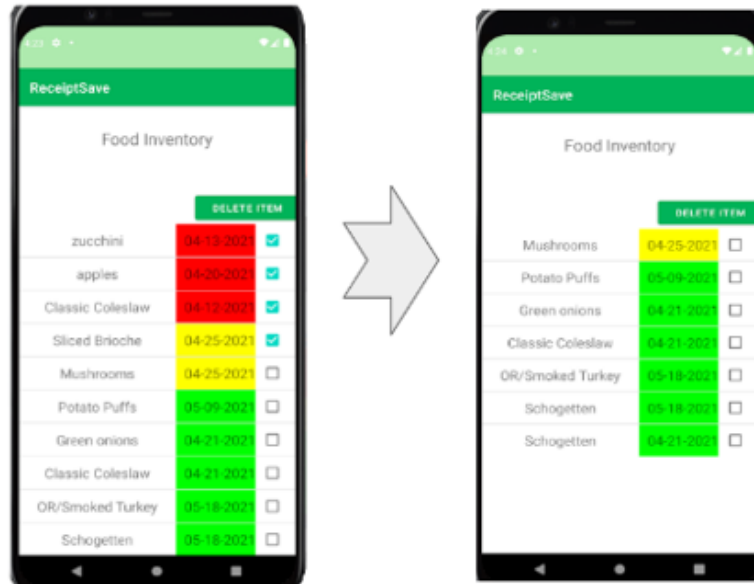 4:23
ReceiptSave
Food Inventory
DELETE ITEM
zucchini 04-13-2021
apples 04-20-2021
Classic Coleslaw 04-12-2021
Sliced Brioche 04-25-2021
Mushrooms 04-25-2021
Potato Puffs 05-09-2021
Green onions 04-21-2021
Classic Coleslaw 04-21-2021
OR/Smoked Turkey 05-18-2021
Schogetten 05-18-2021
ReceiptSave
Food Inventory
DELETE ITEM
Mushrooms 04-25-2021
Potato Puffs 05-09-2021
Green onions 04-21-2021
Classic Coleslaw 04-21-2021
OR/Smoked Turkey 05-18-2021
Schogetten 05-18-2021
Schogetten 04-21-2021